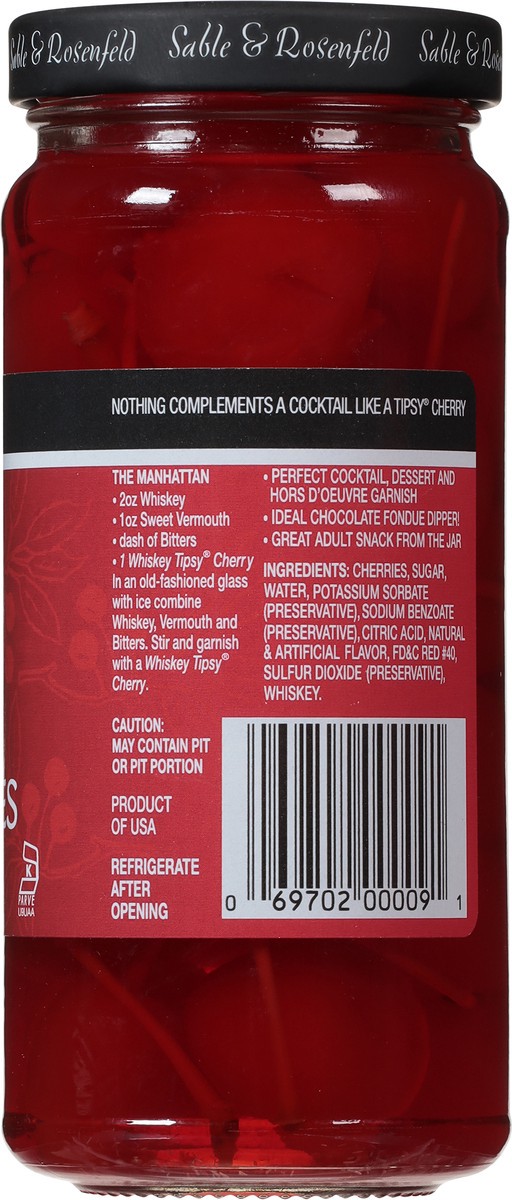 Sable & Rosenfeld Sable & Rosenfeld Sable & Rosen
NOTHING COMPLEMENTS A COCKTAIL LIKE A TIPSY® CHERRY
THE MANHATTAN
• 2oz Whiskey
• 1oz Sweet Vermouth
• dash of Bitters
• 1 Whiskey Tipsy® Cherry
In an old-fashioned glass
with ice combine
Whiskey, Vermouth and
Bitters. Stir and garnish
with a Whiskey Tipsy®
Cherry.
CAUTION:
MAY CONTAIN PIT
OR PIT PORTION
PRODUCT
OF USA
REFRIGERATE
AFTER
OPENING
• PERFECT COCKTAIL, DESSERT AND
HORS D'OEUVRE GARNISH
• IDEAL CHOCOLATE FONDUE DIPPER!
• GREAT ADULT SNACK FROM THE JAR
INGREDIENTS: CHERRIES, SUGAR,
WATER, POTASSIUM SORBATE
(PRESERVATIVE), SODIUM BENZOATE
(PRESERVATIVE), CITRIC ACID, NATURAL
& ARTIFICIAL FLAVOR, FD&C RED #40,
SULFUR DIOXIDE (PRESERVATIVE),
WHISKEY.
0 69702 00009 1
ES
K
PARVE